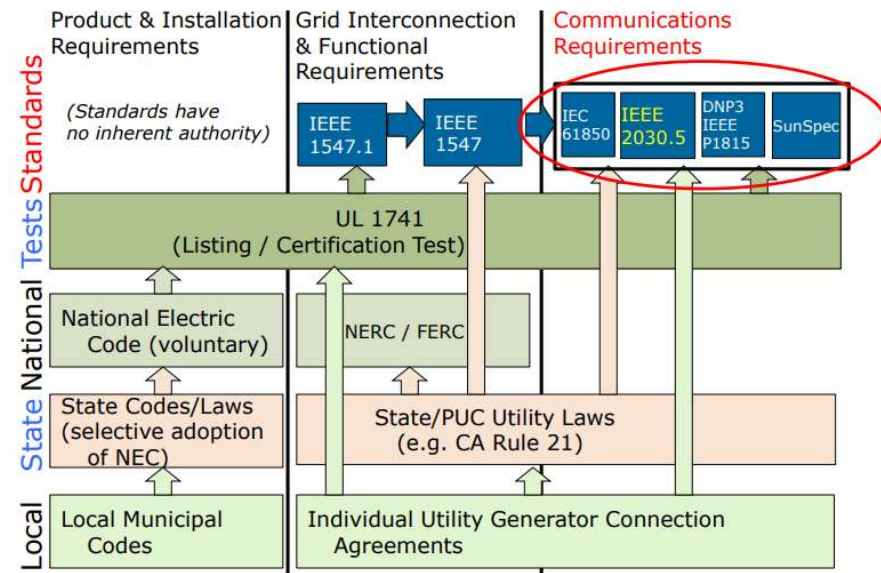 Product & Installation
Requirements
Grid Interconnection
& Functional
Requirements
Communications
Requirements
Standards
(Standards have
no inherent authority)
IEEE
1547.1
IEEE
1547
IEC
61850
IEEE
2030.5
DNP3
IEEE
P1815
SunSpec
Tests
UL 1741
(Listing / Certification Test)
National
National Electric
Code (voluntary)
NERC / FERC
State
State Codes/Laws
(selective adoption
of NEC)
State/PUC Utility Laws
(e.g. CA Rule 21)
Local
Local Municipal
Codes
Individual Utility Generator Connection
Agreements